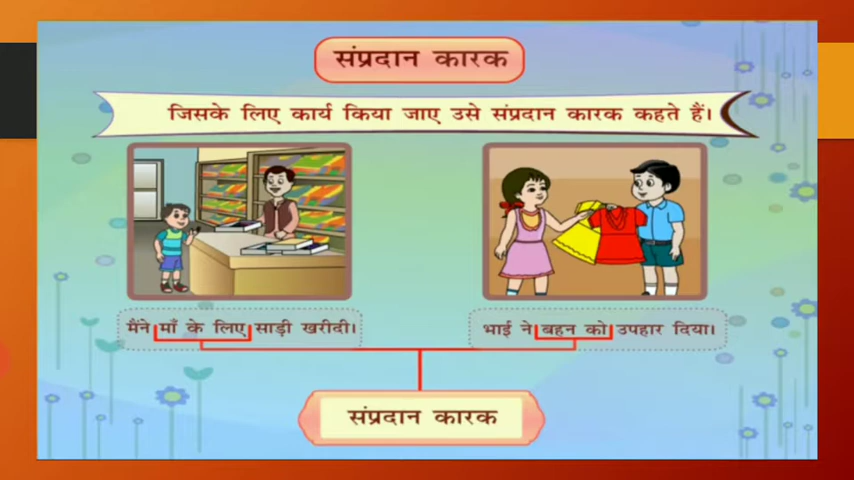 संप्रदान कारक
जिसके लिए कार्य किया जाए उसे संप्रदान कारक कहते हैं।
मैंने माँ के लिए साड़ी खरीदी।
भाई ने बहन को उपहार दिया।
संप्रदान कारक